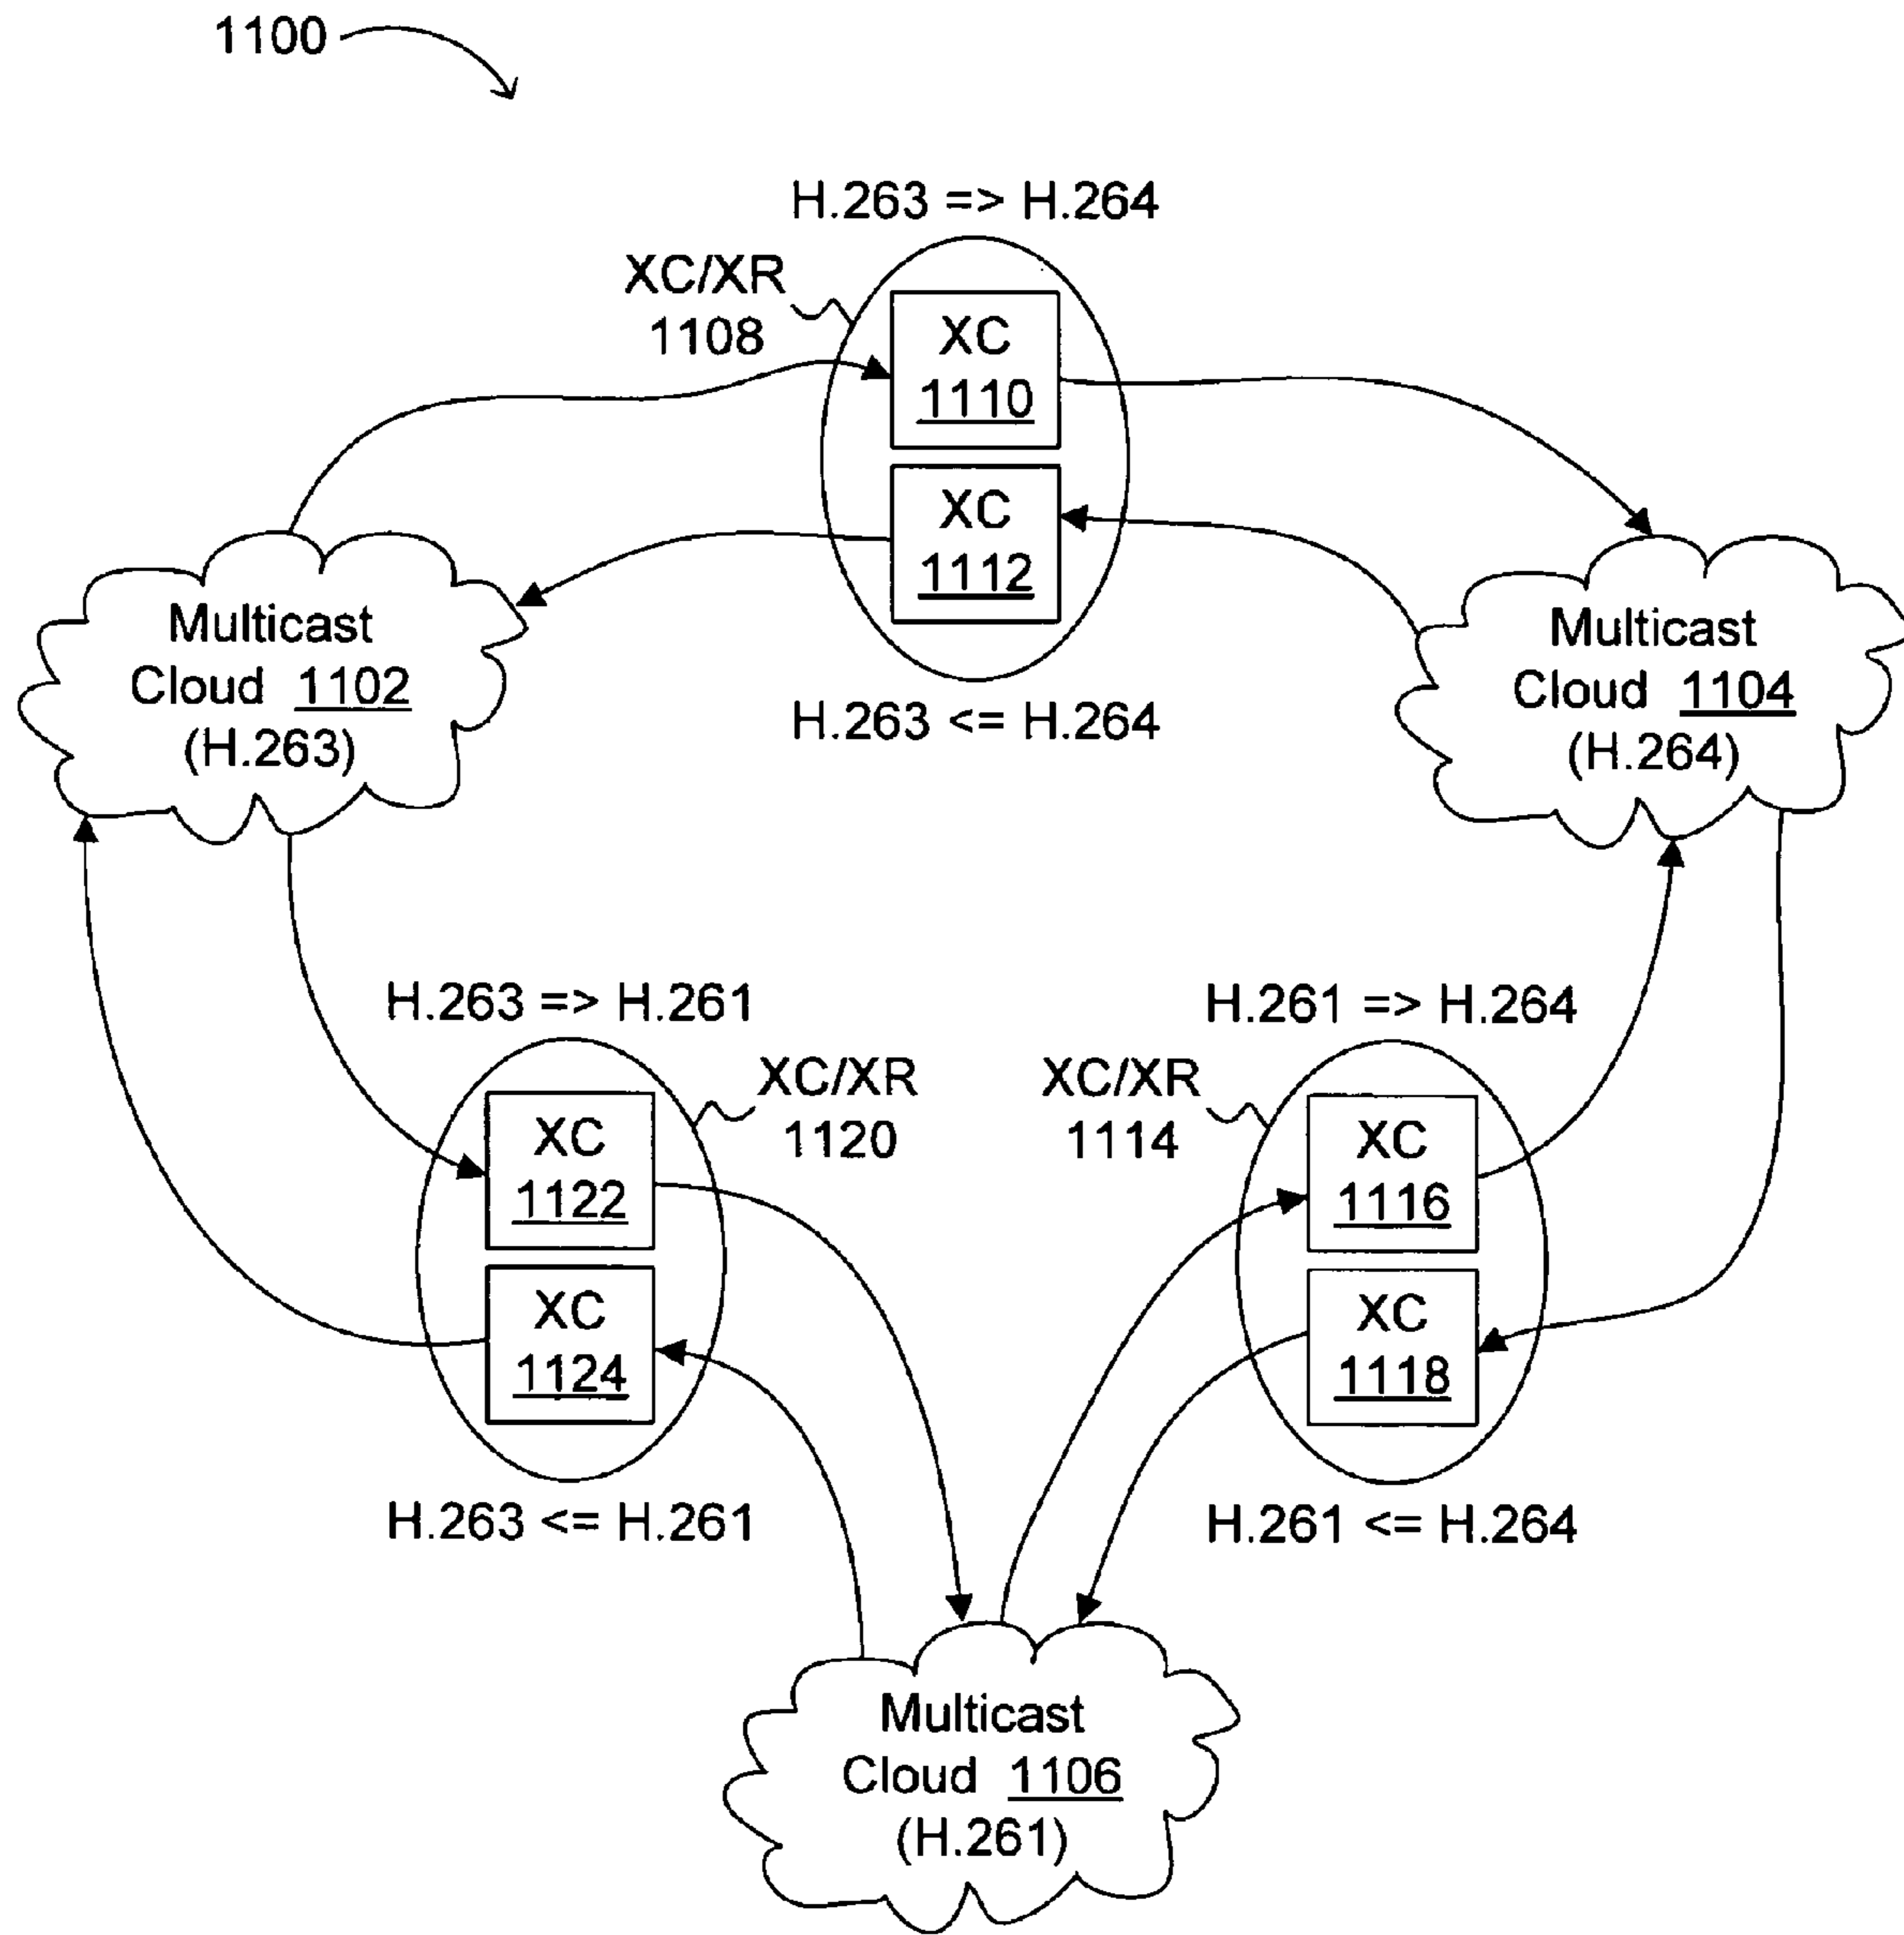 1100
H.263 => H.264
XC/XR
1108
XC
1110
XC
1112
H.263 <= H.264
Multicast
Cloud 1102
(H.263)
Multicast
Cloud 1104
(H.264)
H.263 => H.261
XC/XR
1120
XC
1122
XC
1124
H.263 <= H.261
H.261 => H.264
XC/XR
1114
XC
1116
XC
1118
H.261 <= H.264
Multicast
Cloud 1106
(H.261)